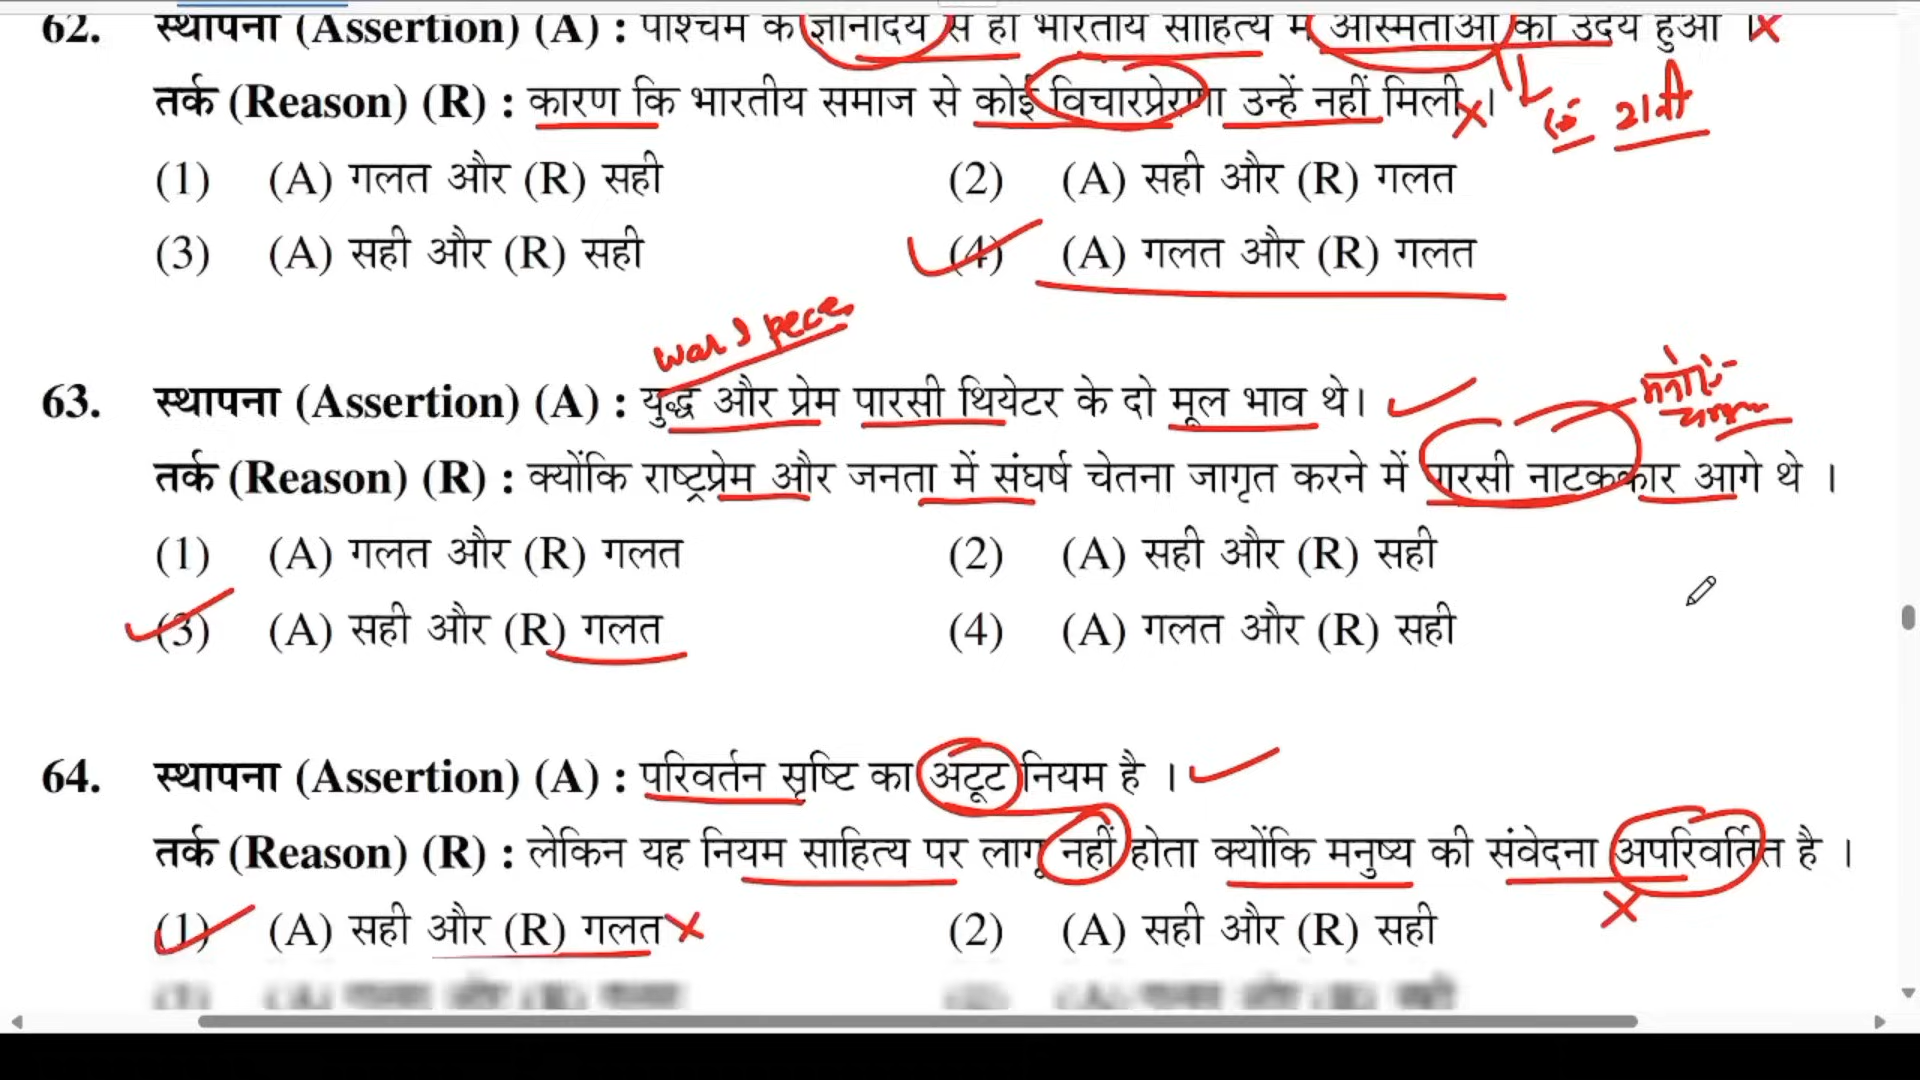 62. स्थापना (Assertion) (A) : पश्चिम के ज्ञानोदय से ही भारतीय साहित्य में अस्मिताओं का उदय हुआ ।
तर्क (Reason) (R) : कारण कि भारतीय समाज से कोई विचारप्रेरणा उन्हें नहीं मिली ।
(1) (A) गलत और (R) सही (2) (A) सही और (R) गलत
(3) (A) सही और (R) सही (4) (A) गलत और (R) गलत
war & pece
63. स्थापना (Assertion) (A) : युद्ध और प्रेम पारसी थियेटर के दो मूल भाव थे।
तर्क (Reason) (R) : क्योंकि राष्ट्रप्रेम और जनता में संघर्ष चेतना जागृत करने में पारसी नाटककार आगे थे ।
(1) (A) गलत और (R) गलत (2) (A) सही और (R) सही
(3) (A) सही और (R) गलत (4) (A) गलत और (R) सही
64. स्थापना (Assertion) (A) : परिवर्तन सृष्टि का अटूट नियम है ।
तर्क (Reason) (R) : लेकिन यह नियम साहित्य पर लागू नहीं होता क्योंकि मनुष्य की संवेदना अपरिवर्तित है ।
(1) (A) सही और (R) गलत (2) (A) सही और (R) सही